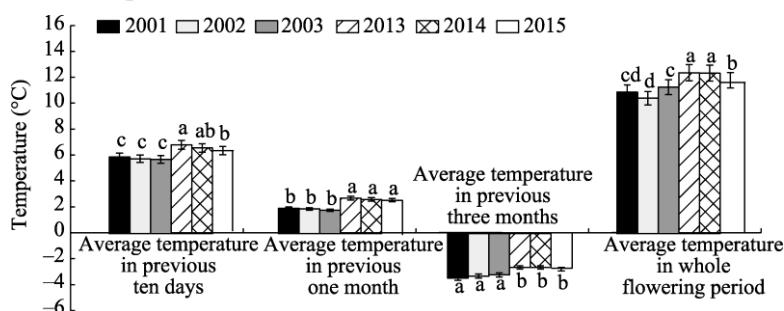 2001 2002 2003 2013 2014 2015
Temperature (°C)
16
14
12
10
8
6
4
2
0
−2
−4
−6
c c c a ab b
b b b a a a
a a a b b b
cd d c a a b
Average temperature
in previous
ten days
Average temperature
in previous
one month
Average temperature
in previous
three months
Average temperature
in whole
flowering period